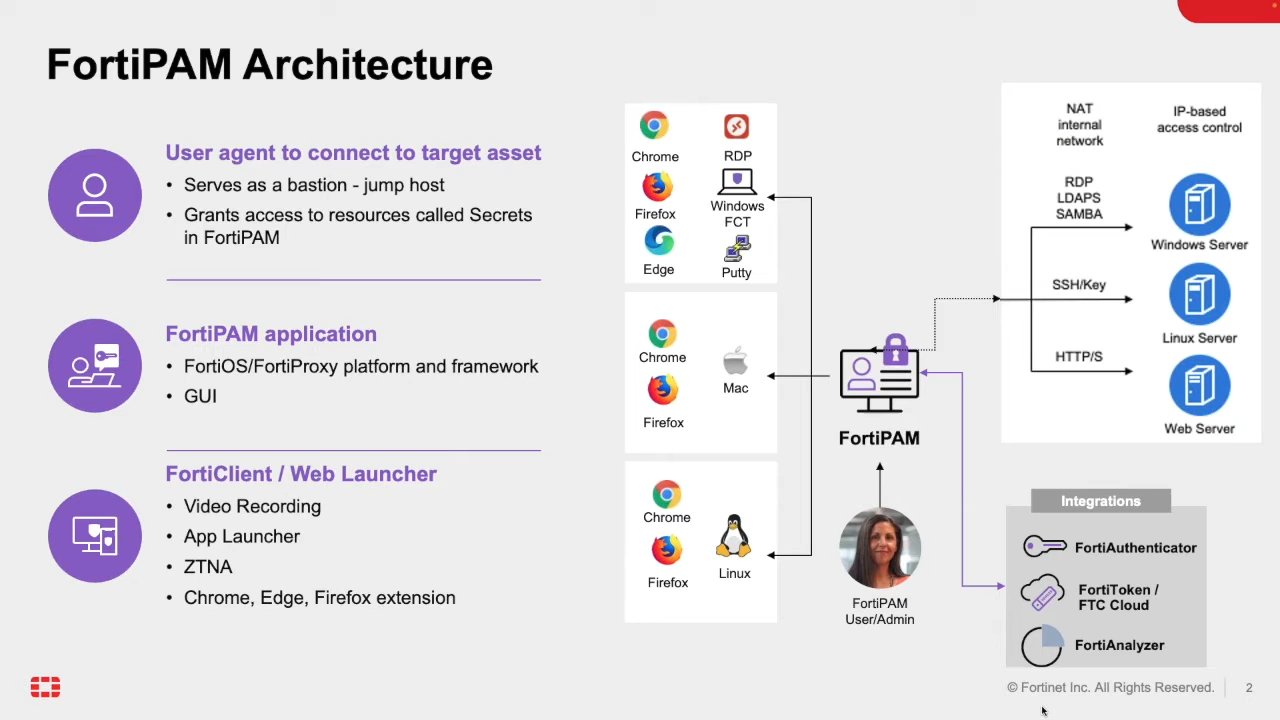 FortiPAM Architecture
User agent to connect to target asset
• Serves as a bastion - jump host
• Grants access to resources called Secrets
in FortiPAM
FortiPAM application
• FortiOS/FortiProxy platform and framework
• GUI
FortiClient / Web Launcher
• Video Recording
• App Launcher
• ZTNA
• Chrome, Edge, Firefox extension
Chrome
RDP
Firefox
Windows
FCT
Edge
Putty
Chrome
Mac
Firefox
Chrome
Firefox
Linux
FortiPAM
FortiPAM
User/Admin
NAT
internal
network
IP-based
access control
RDP
LDAPS
SAMBA
Windows Server
SSH/Key
Linux Server
HTTP/S
Web Server
Integrations
FortiAuthenticator
FortiToken /
FTC Cloud
FortiAnalyzer
© Fortinet Inc. All Rights Reserved.
2